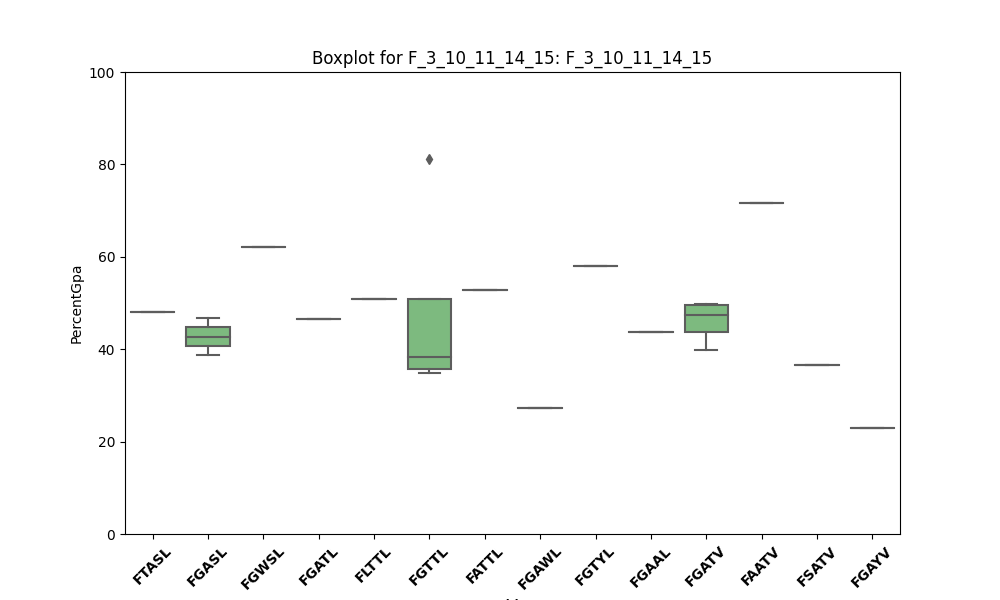 Boxplot for F_3_10_11_14_15: F_3_10_11_14_15
100
80
60
40
20
0
PercentGpa
FTASL
FGASL
FGWSL
FGATL
FLTTL
FGTTL
FATTL
FGAWL
FGTYL
FGAAL
FGATV
FAATV
FSATV
FGAYV